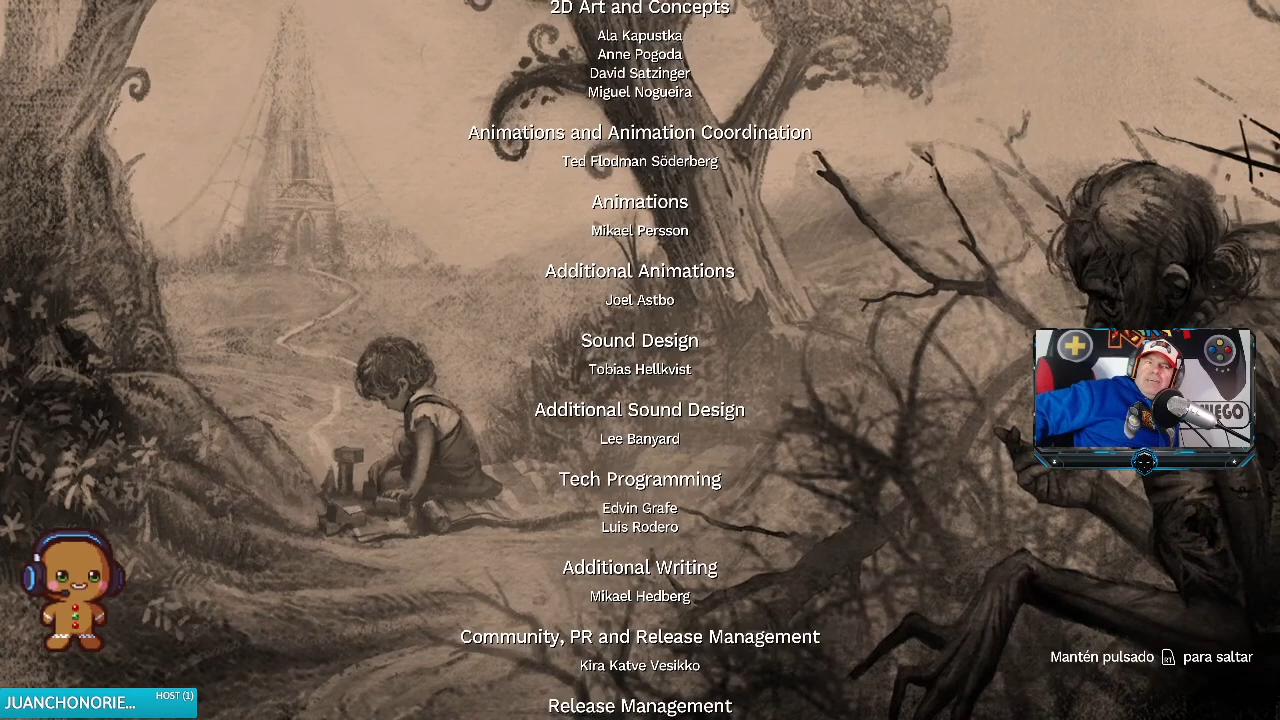 2D Art and Concepts
Ala Kapustka
Anne Pogoda
David Satzinger
Miguel Nogueira
Animations and Animation Coordination
Ted Flodman Söderberg
Animations
Mikael Persson
Additional Animations
Joel Astbo
Sound Design
Tobias Hellkvist
Additional Sound Design
Lee Banyard
Tech Programming
Edvin Grafe
Luis Rodero
Additional Writing
Mikael Hedberg
Community, PR and Release Management
Kira Katve Vesikko
Mantén pulsado R1 para saltar
Release Management
JUANCHONORIE...
HOST (1)